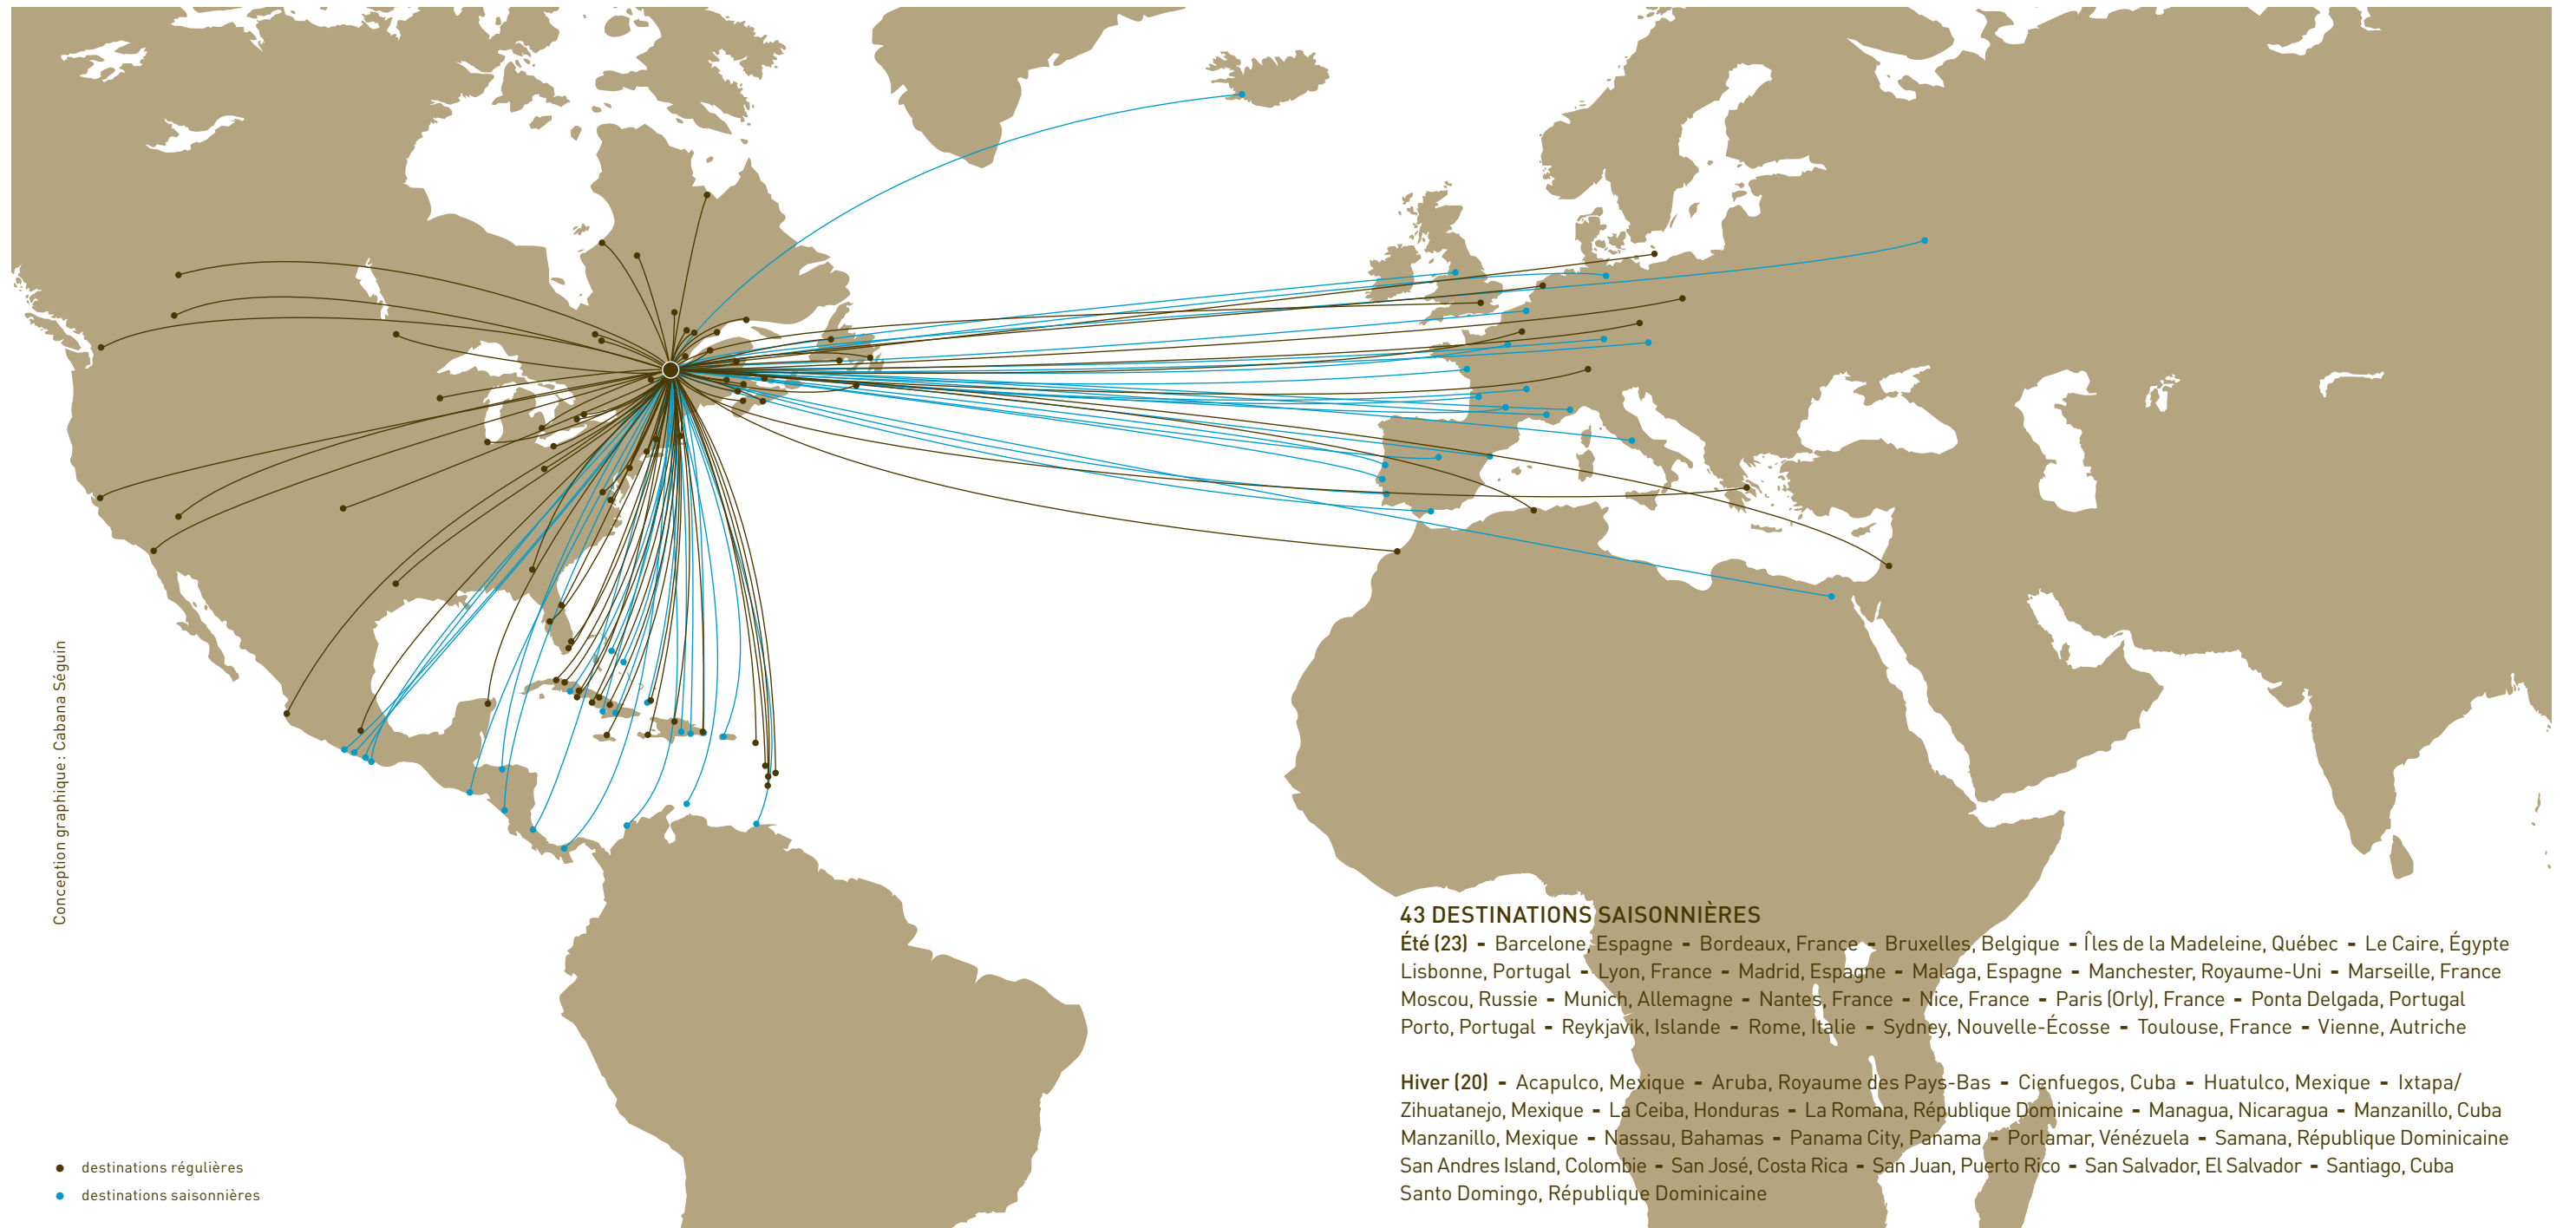 Conception graphique : Cabana Séguin
destinations régulières
destinations saisonnières
43 DESTINATIONS SAISONNIÈRES
Été (23) - Barcelone, Espagne - Bordeaux, France - Bruxelles, Belgique - Îles de la Madeleine, Québec - Le Caire, Égypte
Lisbonne, Portugal - Lyon, France - Madrid, Espagne - Malaga, Espagne - Manchester, Royaume-Uni - Marseille, France
Moscou, Russie - Munich, Allemagne - Nantes, France - Nice, France - Paris (Orly), France - Ponta Delgada, Portugal
Porto, Portugal - Reykjavik, Islande - Rome, Italie - Sydney, Nouvelle-Écosse - Toulouse, France - Vienne, Autriche
Hiver (20) - Acapulco, Mexique - Aruba, Royaume des Pays-Bas - Cienfuegos, Cuba - Huatulco, Mexique - Ixtapa/
Zihuatanejo, Mexique - La Ceiba, Honduras - La Romana, République Dominicaine - Managua, Nicaragua - Manzanillo, Cuba
Manzanillo, Mexique - Nassau, Bahamas - Panama City, Panama - Porlamar, Vénézuela - Samana, République Dominicaine
San Andres Island, Colombie - San José, Costa Rica - San Juan, Puerto Rico - San Salvador, El Salvador - Santiago, Cuba
Santo Domingo, République Dominicaine